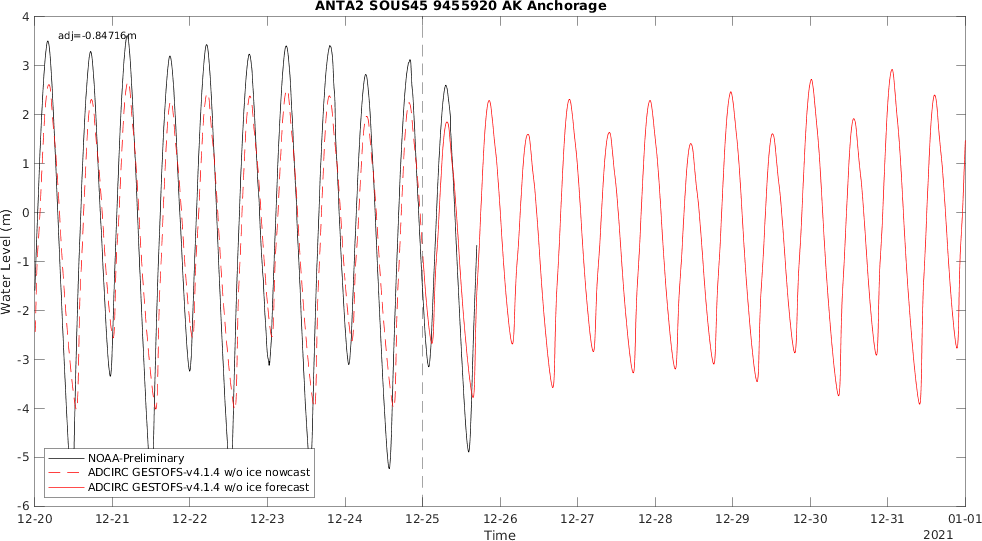 ANTA2 SOUS45 9455920 AK Anchorage
adj=-0.84716m
4
3
2
1
0
-1
-2
-3
-4
-5
-6
Water Level (m)
NOAA-Preliminary
ADCIRC GESTOFS-v4.1.4 w/o ice nowcast
ADCIRC GESTOFS-v4.1.4 w/o ice forecast
12-20 12-21 12-22 12-23 12-24 12-25 12-26 12-27 12-28 12-29 12-30 12-31 01-01
Time
2021